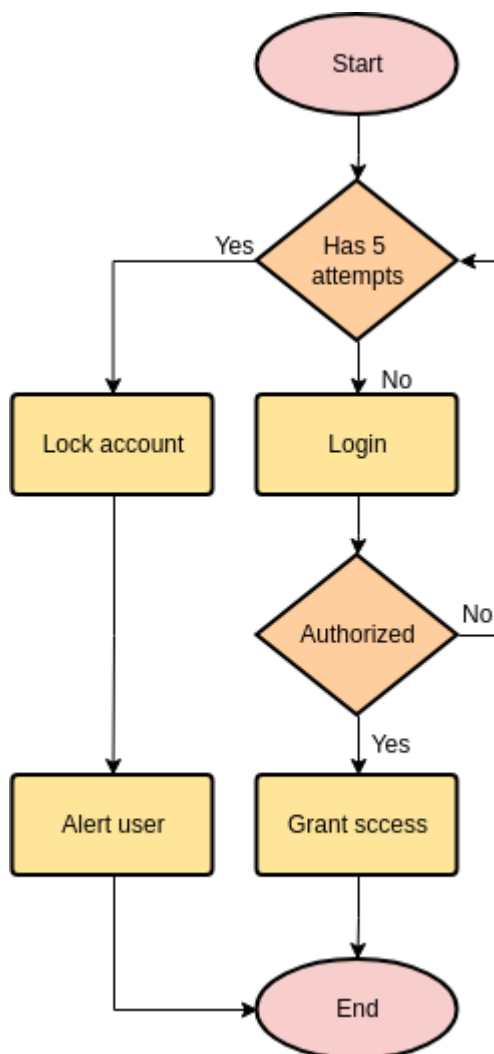 Start
Has 5
attempts
Yes
No
Lock account
Login
Authorized
No
Yes
Alert user
Grant sccess
End